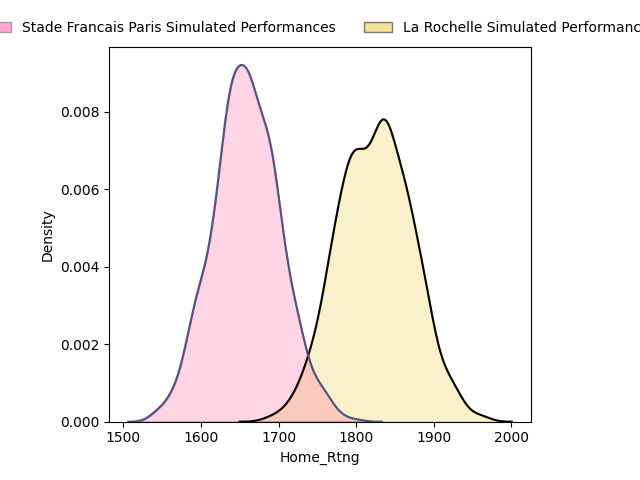 Stade Francais Paris Simulated Performances La Rochelle Simulated Performanc
0.008
0.006
0.004
0.002
0.000
Density
1500 1600 1700 1800 1900 2000
Home_Rtng